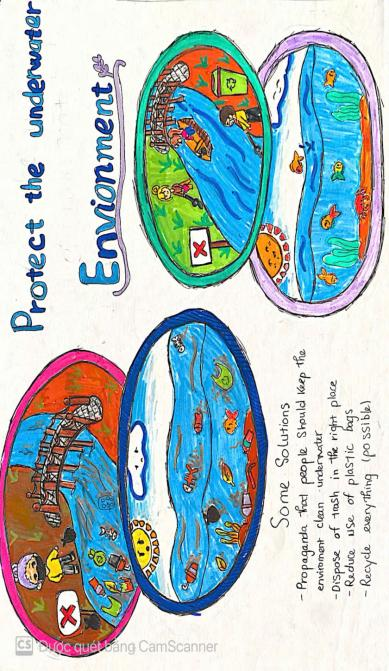 Protect the underwater
Envionment
Some Solutions
- Propaganda that people should keep the
enviroment clean underwater
- Dispose of trash in the right place
- Reduce use of plastic bags
- Recycle everything (possible)
CS Được quét bằng CamScanner